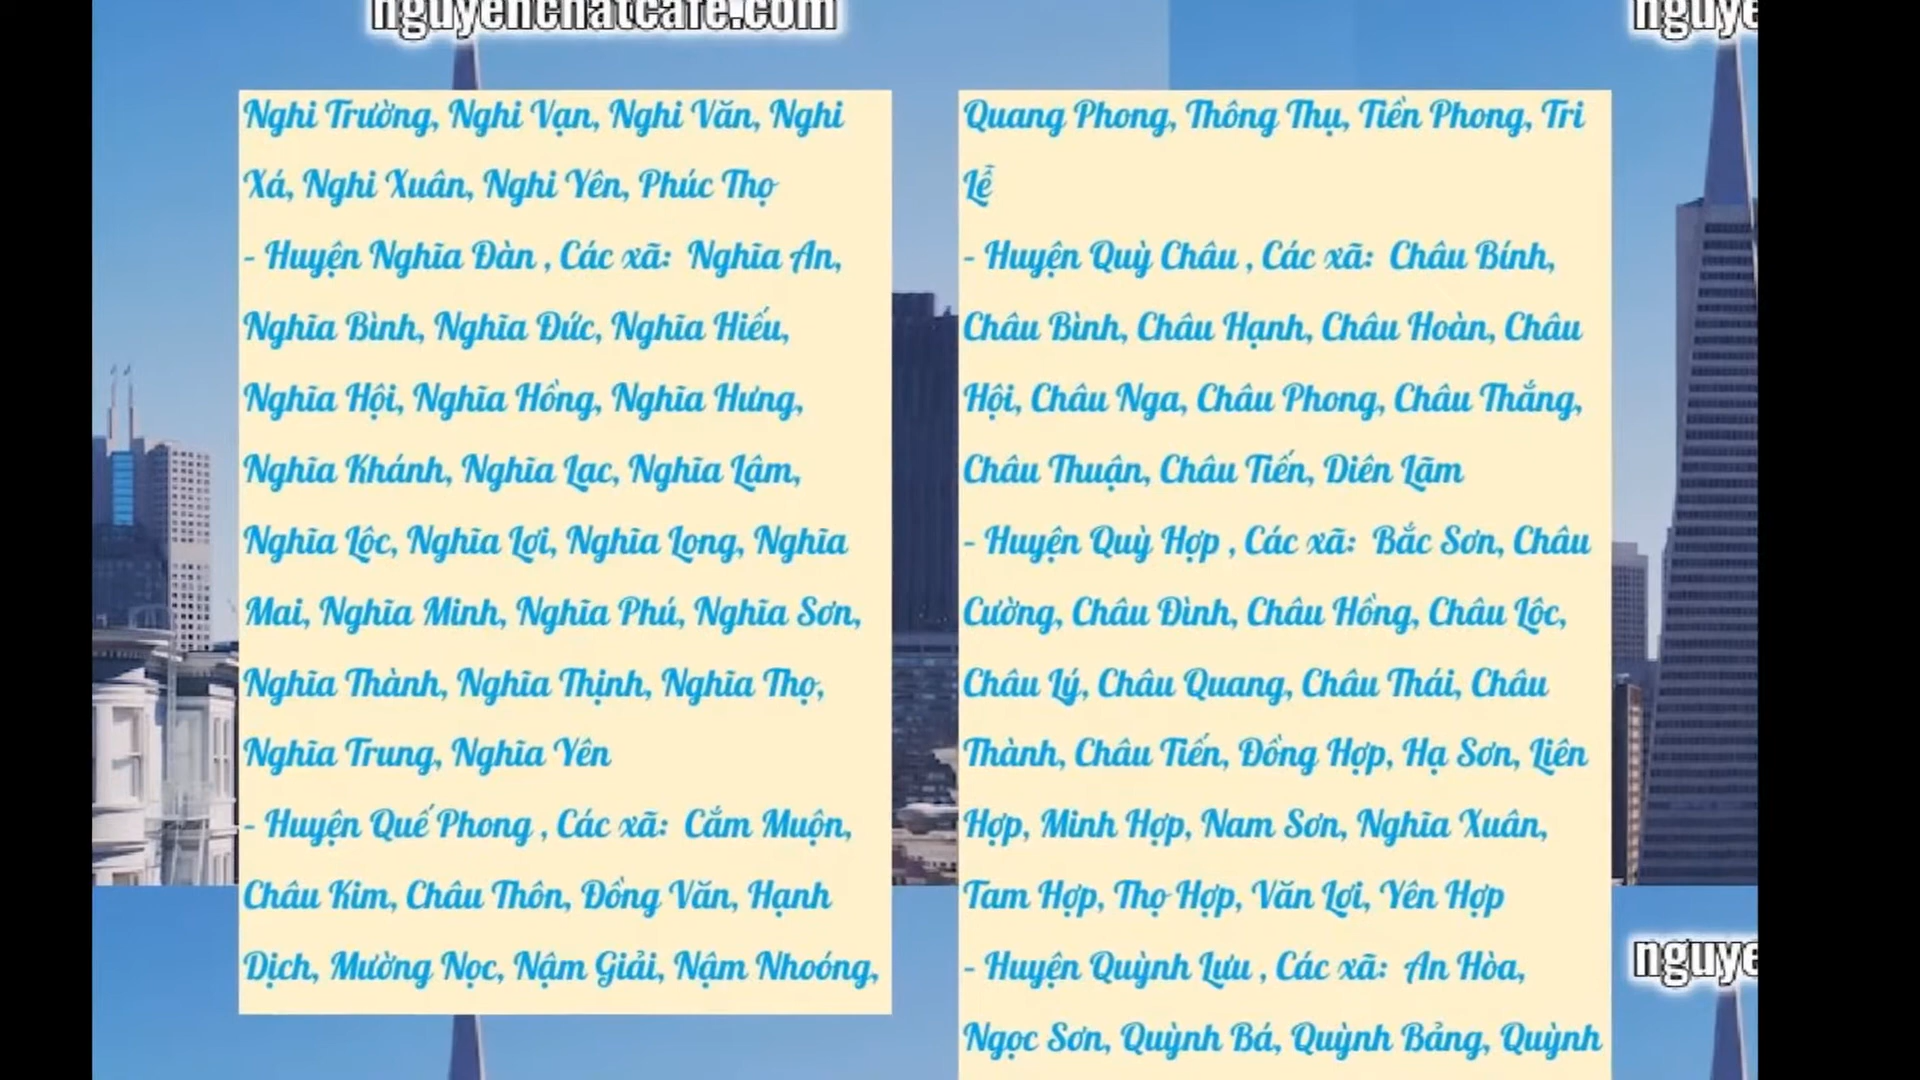 nguyenchatcafe.com
nguye
Nghi Trường, Nghi Vạn, Nghi Văn, Nghi
Xá, Nghi Xuân, Nghi Yên, Phúc Thọ
- Huyện Nghĩa Đàn , Các xã: Nghĩa An,
Nghĩa Bình, Nghĩa Đức, Nghĩa Hiếu,
Nghĩa Hội, Nghĩa Hồng, Nghĩa Hưng,
Nghĩa Khánh, Nghĩa Lạc, Nghĩa Lâm,
Nghĩa Lộc, Nghĩa Lợi, Nghĩa Long, Nghĩa
Mai, Nghĩa Minh, Nghĩa Phú, Nghĩa Sơn,
Nghĩa Thành, Nghĩa Thịnh, Nghĩa Thọ,
Nghĩa Trung, Nghĩa Yên
- Huyện Quế Phong , Các xã: Cắm Muộn,
Châu Kim, Châu Thôn, Đồng Văn, Hạnh
Dịch, Mường Nọc, Nậm Giải, Nậm Nhoóng,
Quang Phong, Thông Thụ, Tiền Phong, Tri
Lễ
- Huyện Quỳ Châu , Các xã: Châu Bính,
Châu Bình, Châu Hạnh, Châu Hoàn, Châu
Hội, Châu Nga, Châu Phong, Châu Thắng,
Châu Thuận, Châu Tiến, Diên Lãm
- Huyện Quỳ Hợp , Các xã: Bắc Sơn, Châu
Cường, Châu Đình, Châu Hồng, Châu Lộc,
Châu Lý, Châu Quang, Châu Thái, Châu
Thành, Châu Tiến, Đồng Hợp, Hạ Sơn, Liên
Hợp, Minh Hợp, Nam Sơn, Nghĩa Xuân,
Tam Hợp, Thọ Hợp, Văn Lợi, Yên Hợp
- Huyện Quỳnh Lưu , Các xã: An Hòa,
Ngọc Sơn, Quỳnh Bá, Quỳnh Bảng, Quỳnh
nguye